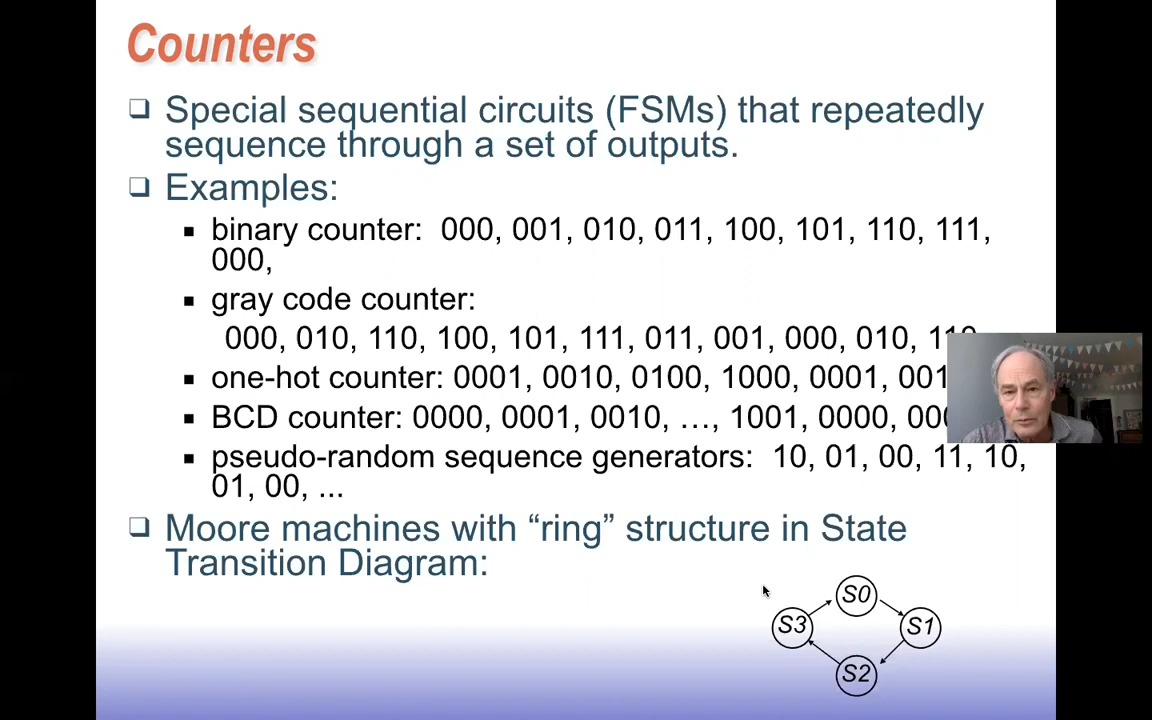 Counters
❑ Special sequential circuits (FSMs) that repeatedly
sequence through a set of outputs.
❑ Examples:
▪ binary counter: 000, 001, 010, 011, 100, 101, 110, 111,
000,
▪ gray code counter:
000, 010, 110, 100, 101, 111, 011, 001, 000, 010, 110
▪ one-hot counter: 0001, 0010, 0100, 1000, 0001,
▪ BCD counter: 0000, 0001, 0010, …, 1001, 0000,
▪ pseudo-random sequence generators: 10, 01, 00, 11, 10,
01, 00, ...
❑ Moore machines with “ring” structure in State
Transition Diagram:
S0
S3 S1
S2